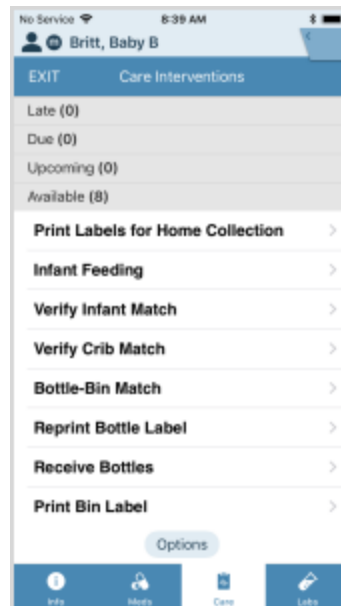 No Service 8:39 AM
Britt, Baby B
EXIT Care Interventions
Late (0)
Due (0)
Upcoming (0)
Available (8)
Print Labels for Home Collection
Infant Feeding
Verify Infant Match
Verify Crib Match
Bottle-Bin Match
Reprint Bottle Label
Receive Bottles
Print Bin Label
Options
Info Meds Care Labs